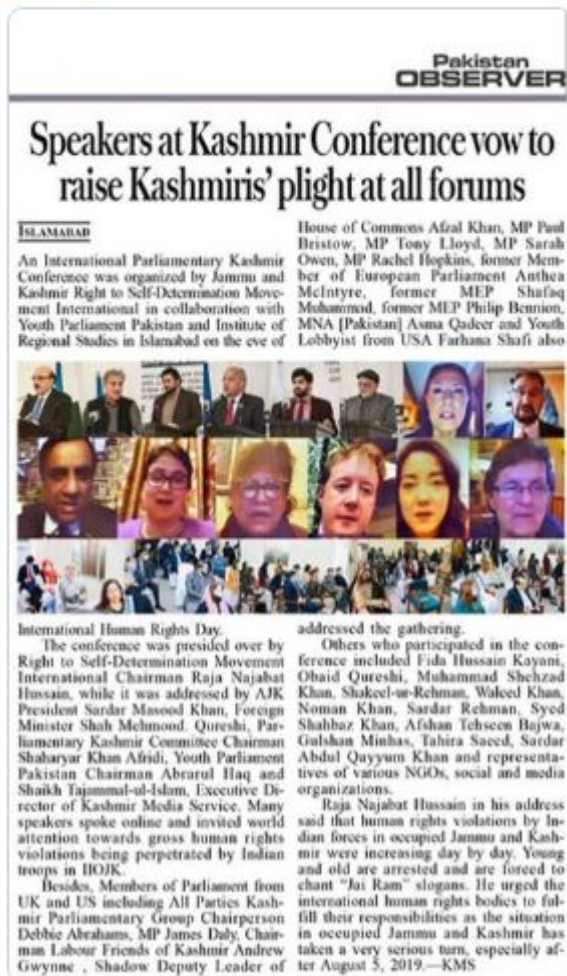 Pakistan
OBSERVER
Speakers at Kashmir Conference vow to
raise Kashmiris' plight at all forums
ISLAMABAD
An International Parliamentary Kashmir
Conference was organized by Jammu and
Kashmir Right to Self-Determination Move-
ment International in collaboration with
Youth Parliament Pakistan and Institute of
Regional Studies in Islamabad on the eve of
International Human Rights Day.
The conference was presided over by
Right to Self-Determination Movement
International Chairman Raja Najabat
Hussain, while it was addressed by AJK
President Sardar Masood Khan, Foreign
Minister Shah Mehmood. Qureshi, Par-
liamentary Kashmir Committee Chairman
Shaharyar Khan Afridi, Youth Parliament
Pakistan Chairman Abrarul Haq and
Shaikh Tajammal-ul-Islam, Executive Di-
rector of Kashmir Media Service. Many
speakers spoke online and invited world
attention towards gross human rights
violations being perpetrated by Indian
troops in IIOJK.
Besides, Members of Parliament from
UK and US including All Parties Kash-
mir Parliamentary Group Chairperson
Debbie Abrahams, MP James Daly, Chair-
man Labour Friends of Kashmir Andrew
Gwynne , Shadow Deputy Leader of
House of Commons Afzal Khan, MP Paul
Bristow, MP Tony Lloyd, MP Sarah
Owen, MP Rachel Hopkins, former Mem-
ber of European Parliament Anthea
McIntyre, former MEP Shafaq
Muhammad, former MEP Philip Bennion,
MNA [Pakistan] Asma Qadeer and Youth
Lobbyist from USA Farhana Shafi also
addressed the gathering.
Others who participated in the con-
ference included Fida Hussain Kayani,
Obaid Qureshi, Muhammad Shehzad
Khan, Shakeel-ur-Rehman, Waleed Khan,
Noman Khan, Sardar Rehman, Syed
Shahbaz Khan, Afshan Tehseen Bajwa,
Gulshan Minhas, Tahira Saeed, Sardar
Abdul Qayyum Khan and representa-
tives of various NGOs, social and media
organizations.
Raja Najabat Hussain in his address
said that human rights violations by In-
dian forces in occupied Jammu and Kash-
mir were increasing day by day. Young
and old are arrested and are forced to
chant "Jai Ram" slogans. He urged the
international human rights bodies to ful-
fill their responsibilities as the situation
in occupied Jammu and Kashmir has
taken a very serious turn, especially af-
ter August 5, 2019 —KMS